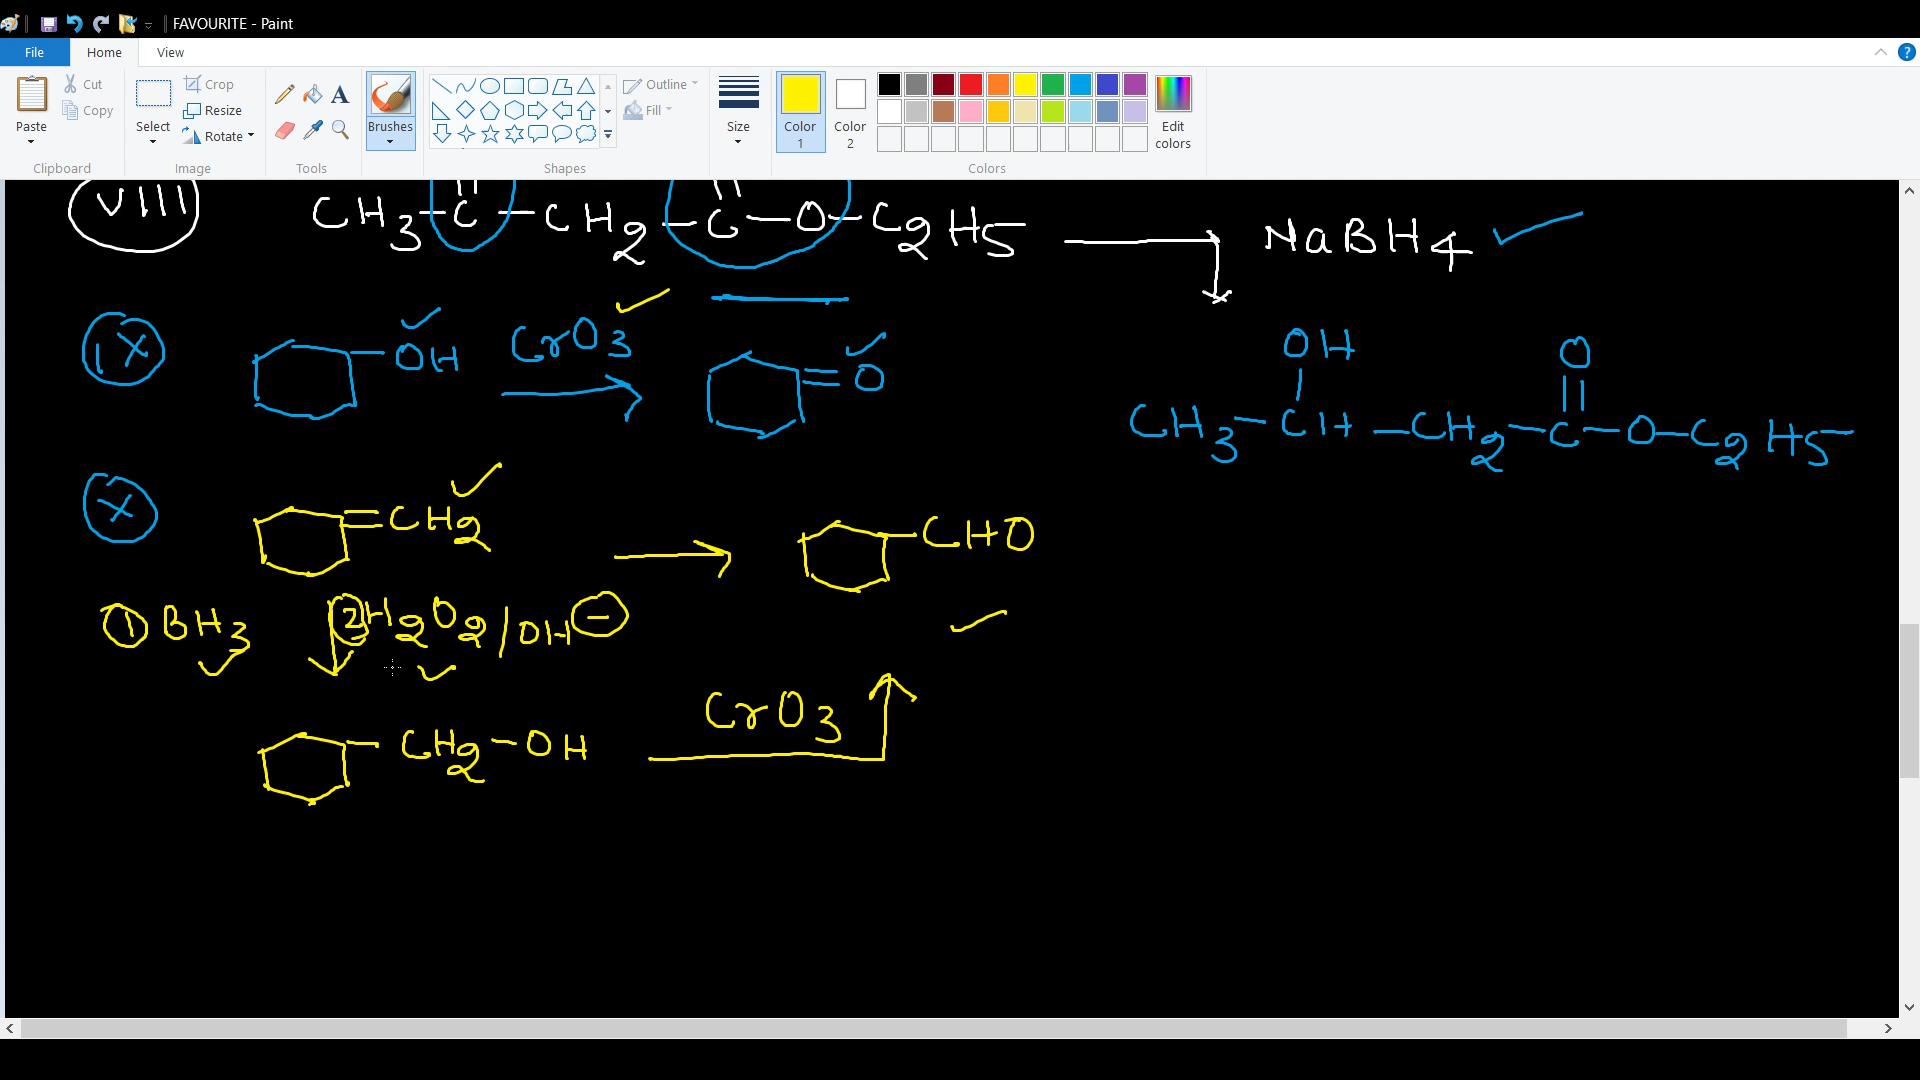 FAVOURITE - Paint
File Home View
Paste Cut Copy Clipboard
Select Crop Resize Rotate Image
Tools
Brushes
Outline Fill Shapes
Size
Color 1 Color 2
Edit colors Colors
VIII CH3-C-CH2-C-O-C2H5 → NaBH4
IX OH CrO3 → =O
OH O
CH3-CH-CH2-C-O-C2H5-
X =CH2 → -CHO
① BH3 ② H2O2/OH⊖
-CH2-OH CrO3